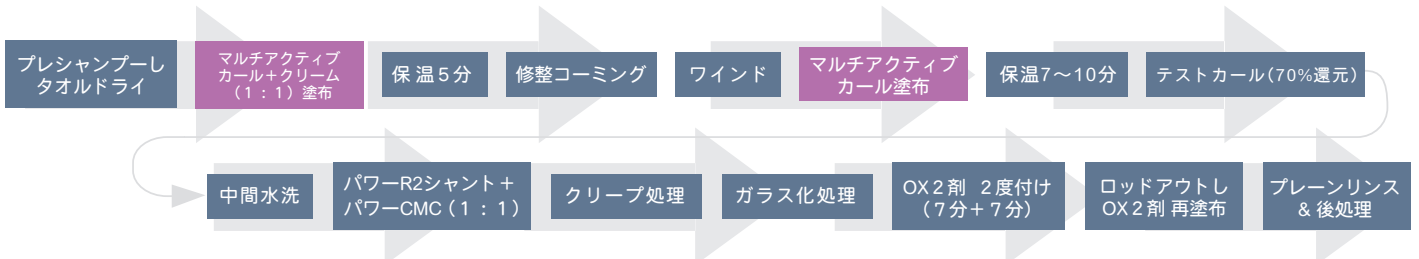 プレシャンプーし
タオルドライ
マルチアクティブ
カール＋クリーム
（１：１）塗布
保温５分
修整コーミング
ワインド
マルチアクティブ
カール塗布
保温7〜10分
テストカール（70%還元）
中間水洗
パワーR2シャント＋
パワーCMC（１：１）
クリープ処理
ガラス化処理
OX２剤 ２度付け
（７分＋７分）
ロッドアウトし
OX２剤 再塗布
プレーンリンス
＆後処理